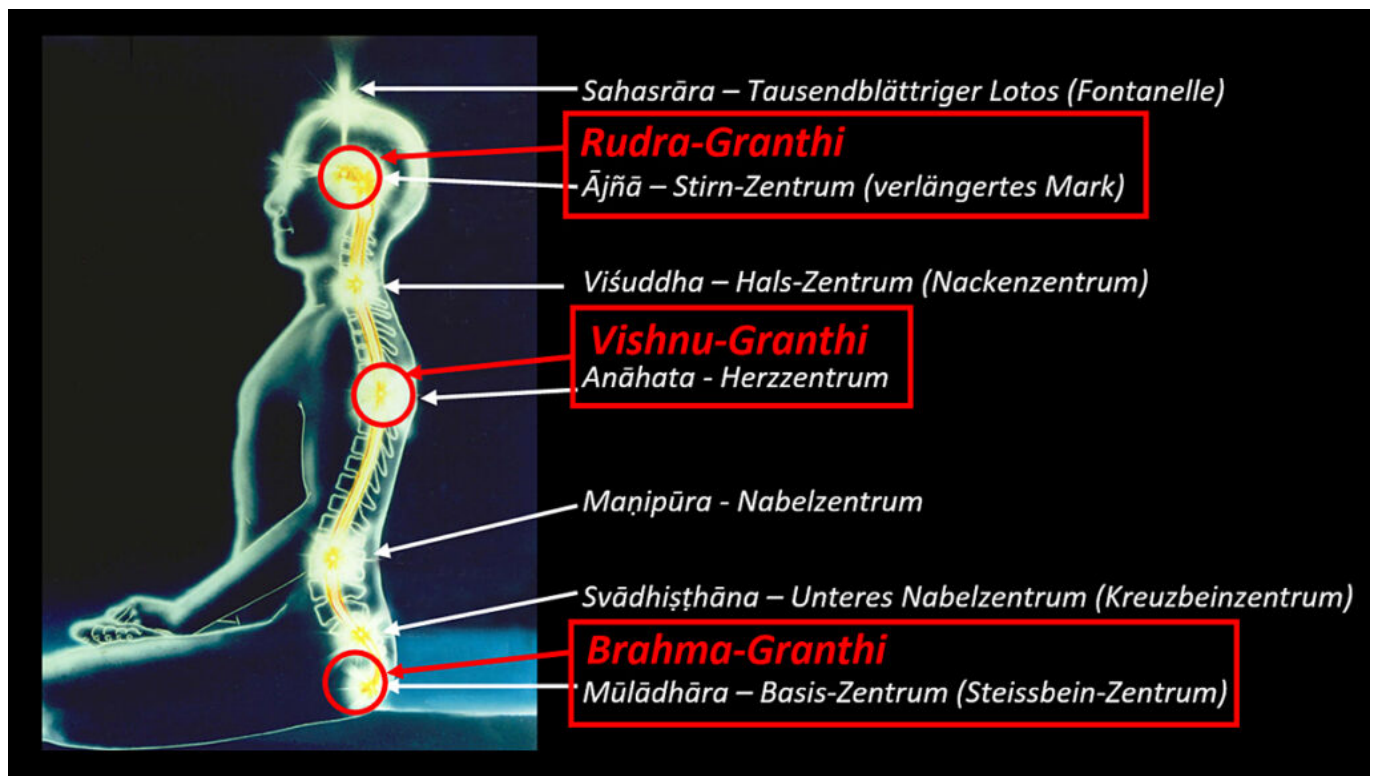 Sahasrāra – Tausendblättriger Lotos (Fontanelle)
Rudra-Granthi
Ājñā – Stirn-Zentrum (verlängertes Mark)
Viśuddha – Hals-Zentrum (Nackenzentrum)
Vishnu-Granthi
Anāhata - Herzzentrum
Maṇipūra - Nabelzentrum
Svādhiṣṭhāna – Unteres Nabelzentrum (Kreuzbeinzentrum)
Brahma-Granthi
Mūlādhāra – Basis-Zentrum (Steissbein-Zentrum)